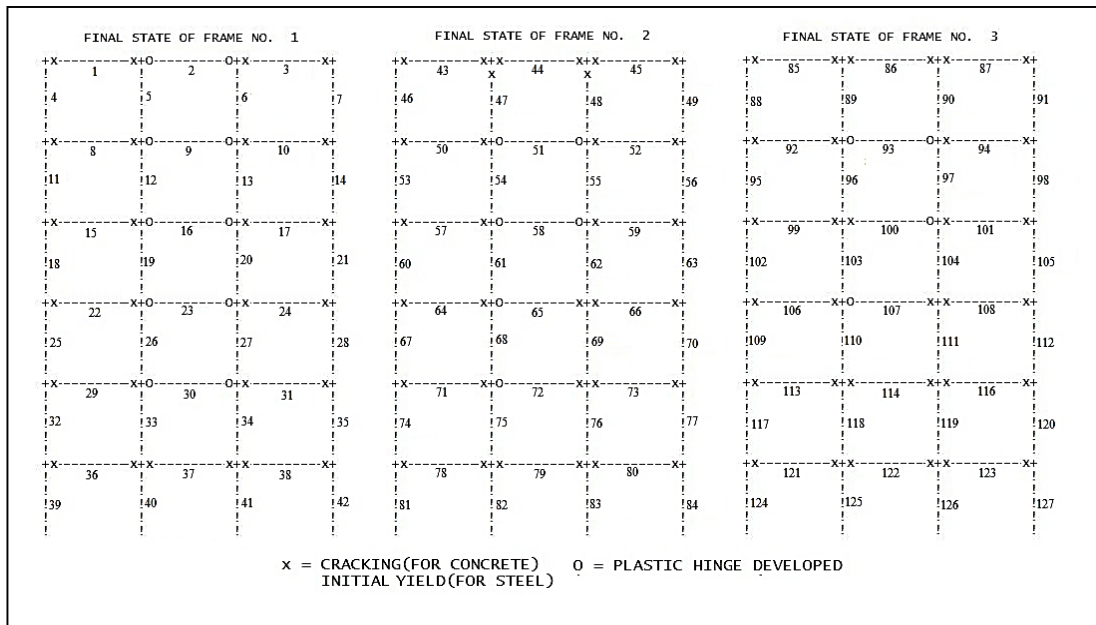 FINAL STATE OF FRAME NO. 1 FINAL STATE OF FRAME NO. 2 FINAL STATE OF FRAME NO. 3
+x-------x+O-------O+x-------x+ +x-------x+x-------x+x-------x+ +x-------x+x-------x+x-------x+
1 2 3 43 x 44 x 45 85 86 87
!4 !5 !6 !7 !46 !47 !48 !49 !88 !89 !90 !91
+x-------x+O-------O+x-------x+ +x-------x+O-------O+x-------x+ +x-------x+O-------O+x-------x+
8 9 10 50 51 52 92 93 94
!11 !12 !13 !14 !53 !54 !55 !56 !95 !96 !97 !98
+x-------x+O-------O+x-------x+ +x-------x+O-------O+x-------x+ +x-------x+x-------O+x-------x+
15 16 17 57 58 59 99 100 101
!18 !19 !20 !21 !60 !61 !62 !63 !102 !103 !104 !105
+x-------x+O-------O+x-------x+ +x-------x+O-------x+x-------x+ +x-------x+O-------x+x-------x+
22 23 24 64 65 66 106 107 108
!25 !26 !27 !28 !67 !68 !69 !70 !109 !110 !111 !112
+x-------x+O-------O+x-------x+ +x-------x+O-------x+x-------x+ +x-------x+x-------x+x-------x+
29 30 31 71 72 73 113 114 116
!32 !33 !34 !35 !74 !75 !76 !77 !117 !118 !119 !120
+x-------x+x-------x+x-------x+ +x-------x+x-------x+x-------x+ +x-------x+x-------x+x-------x+
36 37 38 78 79 80 121 122 123
!39 !40 !41 !42 !81 !82 !83 !84 !124 !125 !126 !127
x = CRACKING(FOR CONCRETE) O = PLASTIC HINGE DEVELOPED
INITIAL YIELD(FOR STEEL)